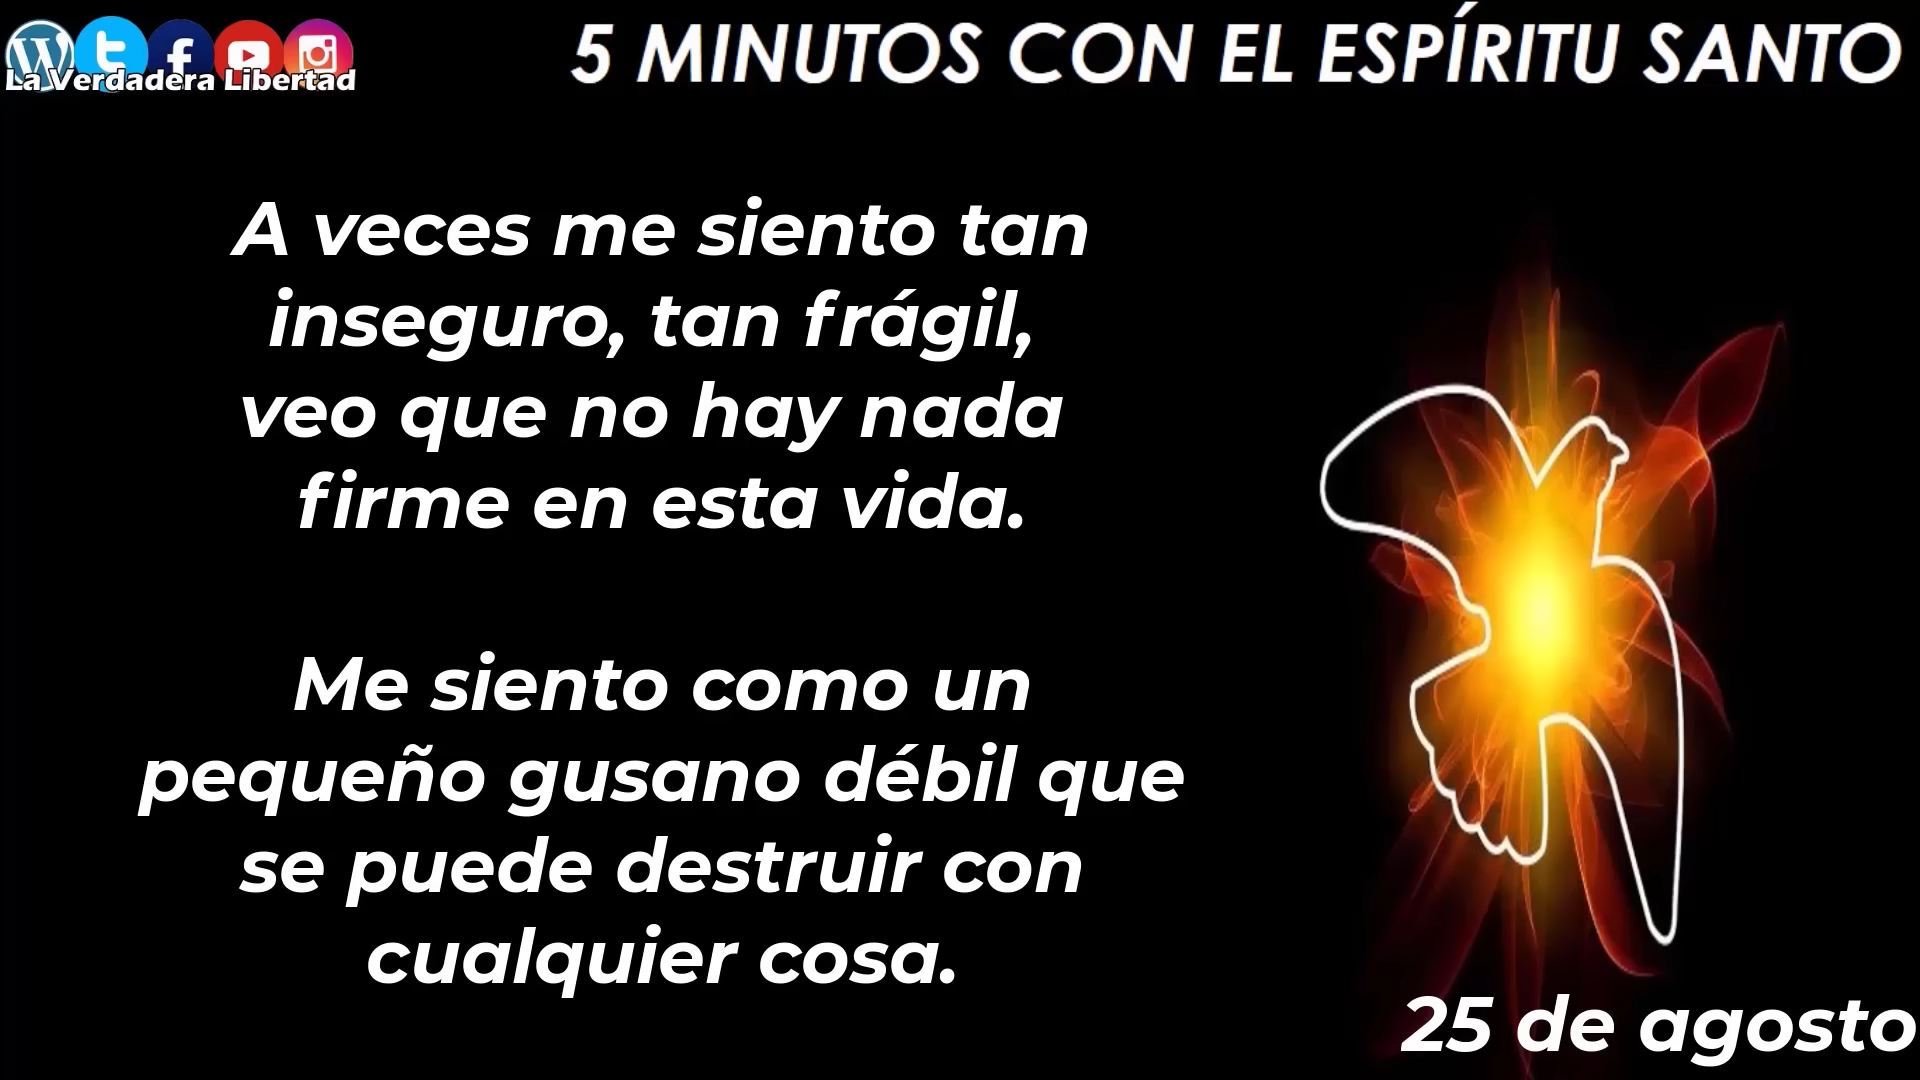 La Verdadera Libertad
5 MINUTOS CON EL ESPÍRITU SANTO
A veces me siento tan
inseguro, tan frágil,
veo que no hay nada
firme en esta vida.
Me siento como un
pequeño gusano débil que
se puede destruir con
cualquier cosa.
25 de agosto